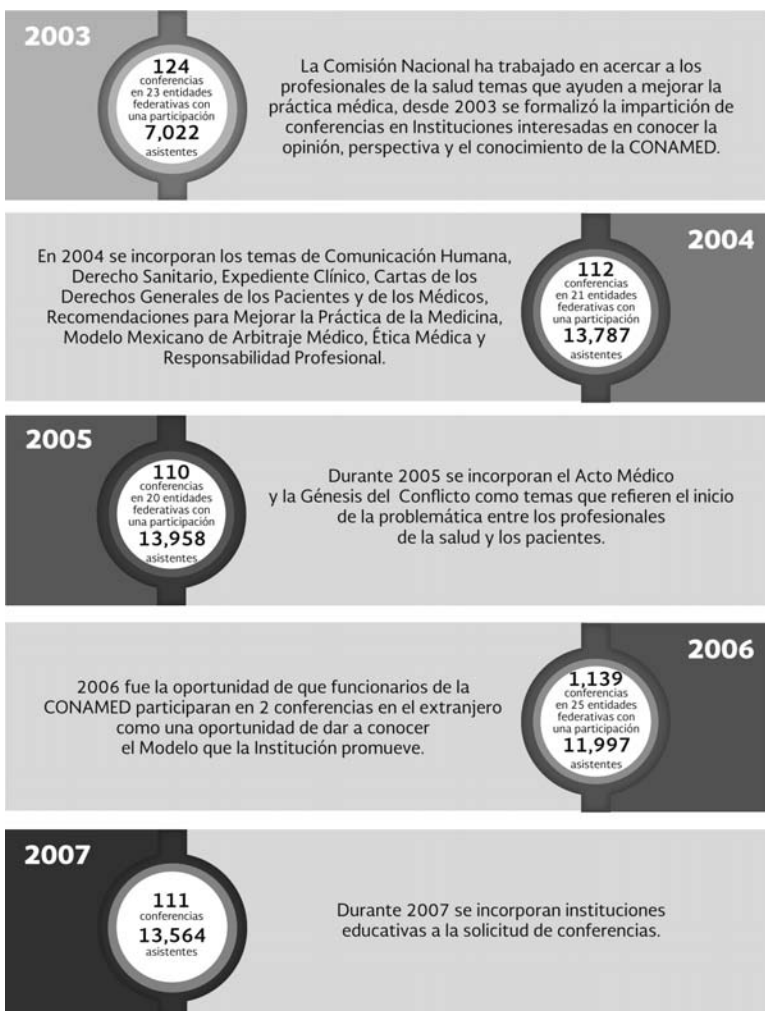 2003
124
conferencias
en 23 entidades
federativas con
una participación
7,022
asistentes
La Comisión Nacional ha trabajado en acercar a los
profesionales de la salud temas que ayuden a mejorar la
práctica médica, desde 2003 se formalizó la impartición de
conferencias en Instituciones interesadas en conocer la
opinión, perspectiva y el conocimiento de la CONAMED.
En 2004 se incorporan los temas de Comunicación Humana,
Derecho Sanitario, Expediente Clínico, Cartas de los
Derechos Generales de los Pacientes y de los Médicos,
Recomendaciones para Mejorar la Práctica de la Medicina,
Modelo Mexicano de Arbitraje Médico, Ética Médica y
Responsabilidad Profesional.
2004
112
conferencias
en 21 entidades
federativas con
una participación
13,787
asistentes
2005
110
conferencias
en 20 entidades
federativas con
una participación
13,958
asistentes
Durante 2005 se incorporan el Acto Médico
y la Génesis del Conflicto como temas que refieren el inicio
de la problemática entre los profesionales
de la salud y los pacientes.
2006 fue la oportunidad de que funcionarios de la
CONAMED participaran en 2 conferencias en el extranjero
como una oportunidad de dar a conocer
el Modelo que la Institución promueve.
2006
1,139
conferencias
en 25 entidades
federativas con
una participación
11,997
asistentes
2007
111
conferencias
13,564
asistentes
Durante 2007 se incorporan instituciones
educativas a la solicitud de conferencias.